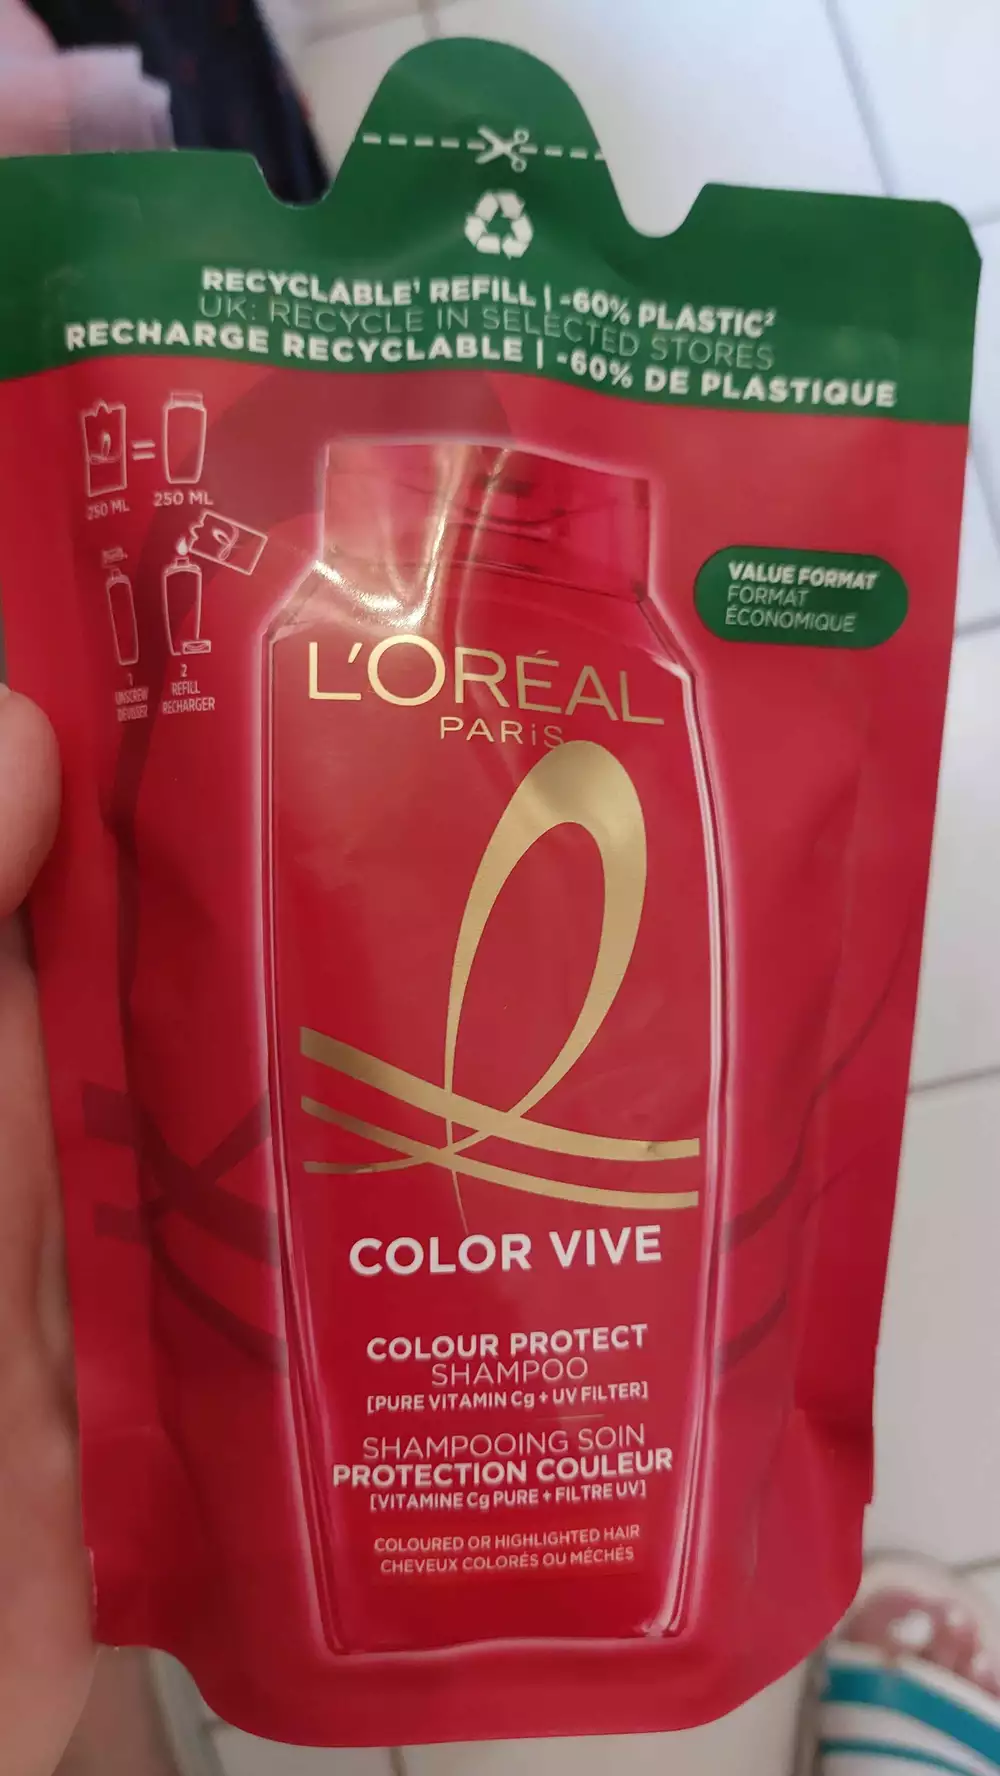 RECYCLABLE¹ REFILL | -60% PLASTIC²
UK: RECYCLE IN SELECTED STORES
RECHARGE RECYCLABLE | -60% DE PLASTIQUE
=
250 ML
250 ML
1
UNSCREW
DÉVISSER
2
REFILL
RECHARGER
VALUE FORMAT
FORMAT
ÉCONOMIQUE
L'ORÉAL
PARiS
COLOR VIVE
COLOUR PROTECT
SHAMPOO
[PURE VITAMIN Cg + UV FILTER]
SHAMPOOING SOIN
PROTECTION COULEUR
[VITAMINE Cg PURE + FILTRE UV]
COLOURED OR HIGHLIGHTED HAIR
CHEVEUX COLORÉS OU MÉCHÉS